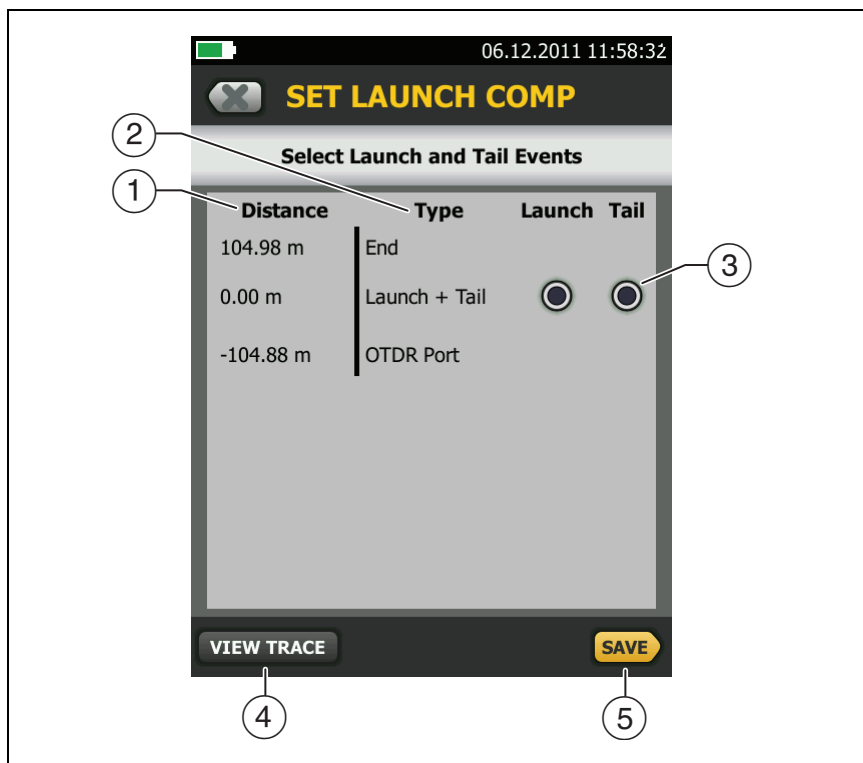 06.12.2011 11:58:32
SET LAUNCH COMP
2
Select Launch and Tail Events
1
Distance Type Launch Tail
104.98 m End
3
0.00 m Launch + Tail
-104.88 m OTDR Port
VIEW TRACE SAVE
4 5